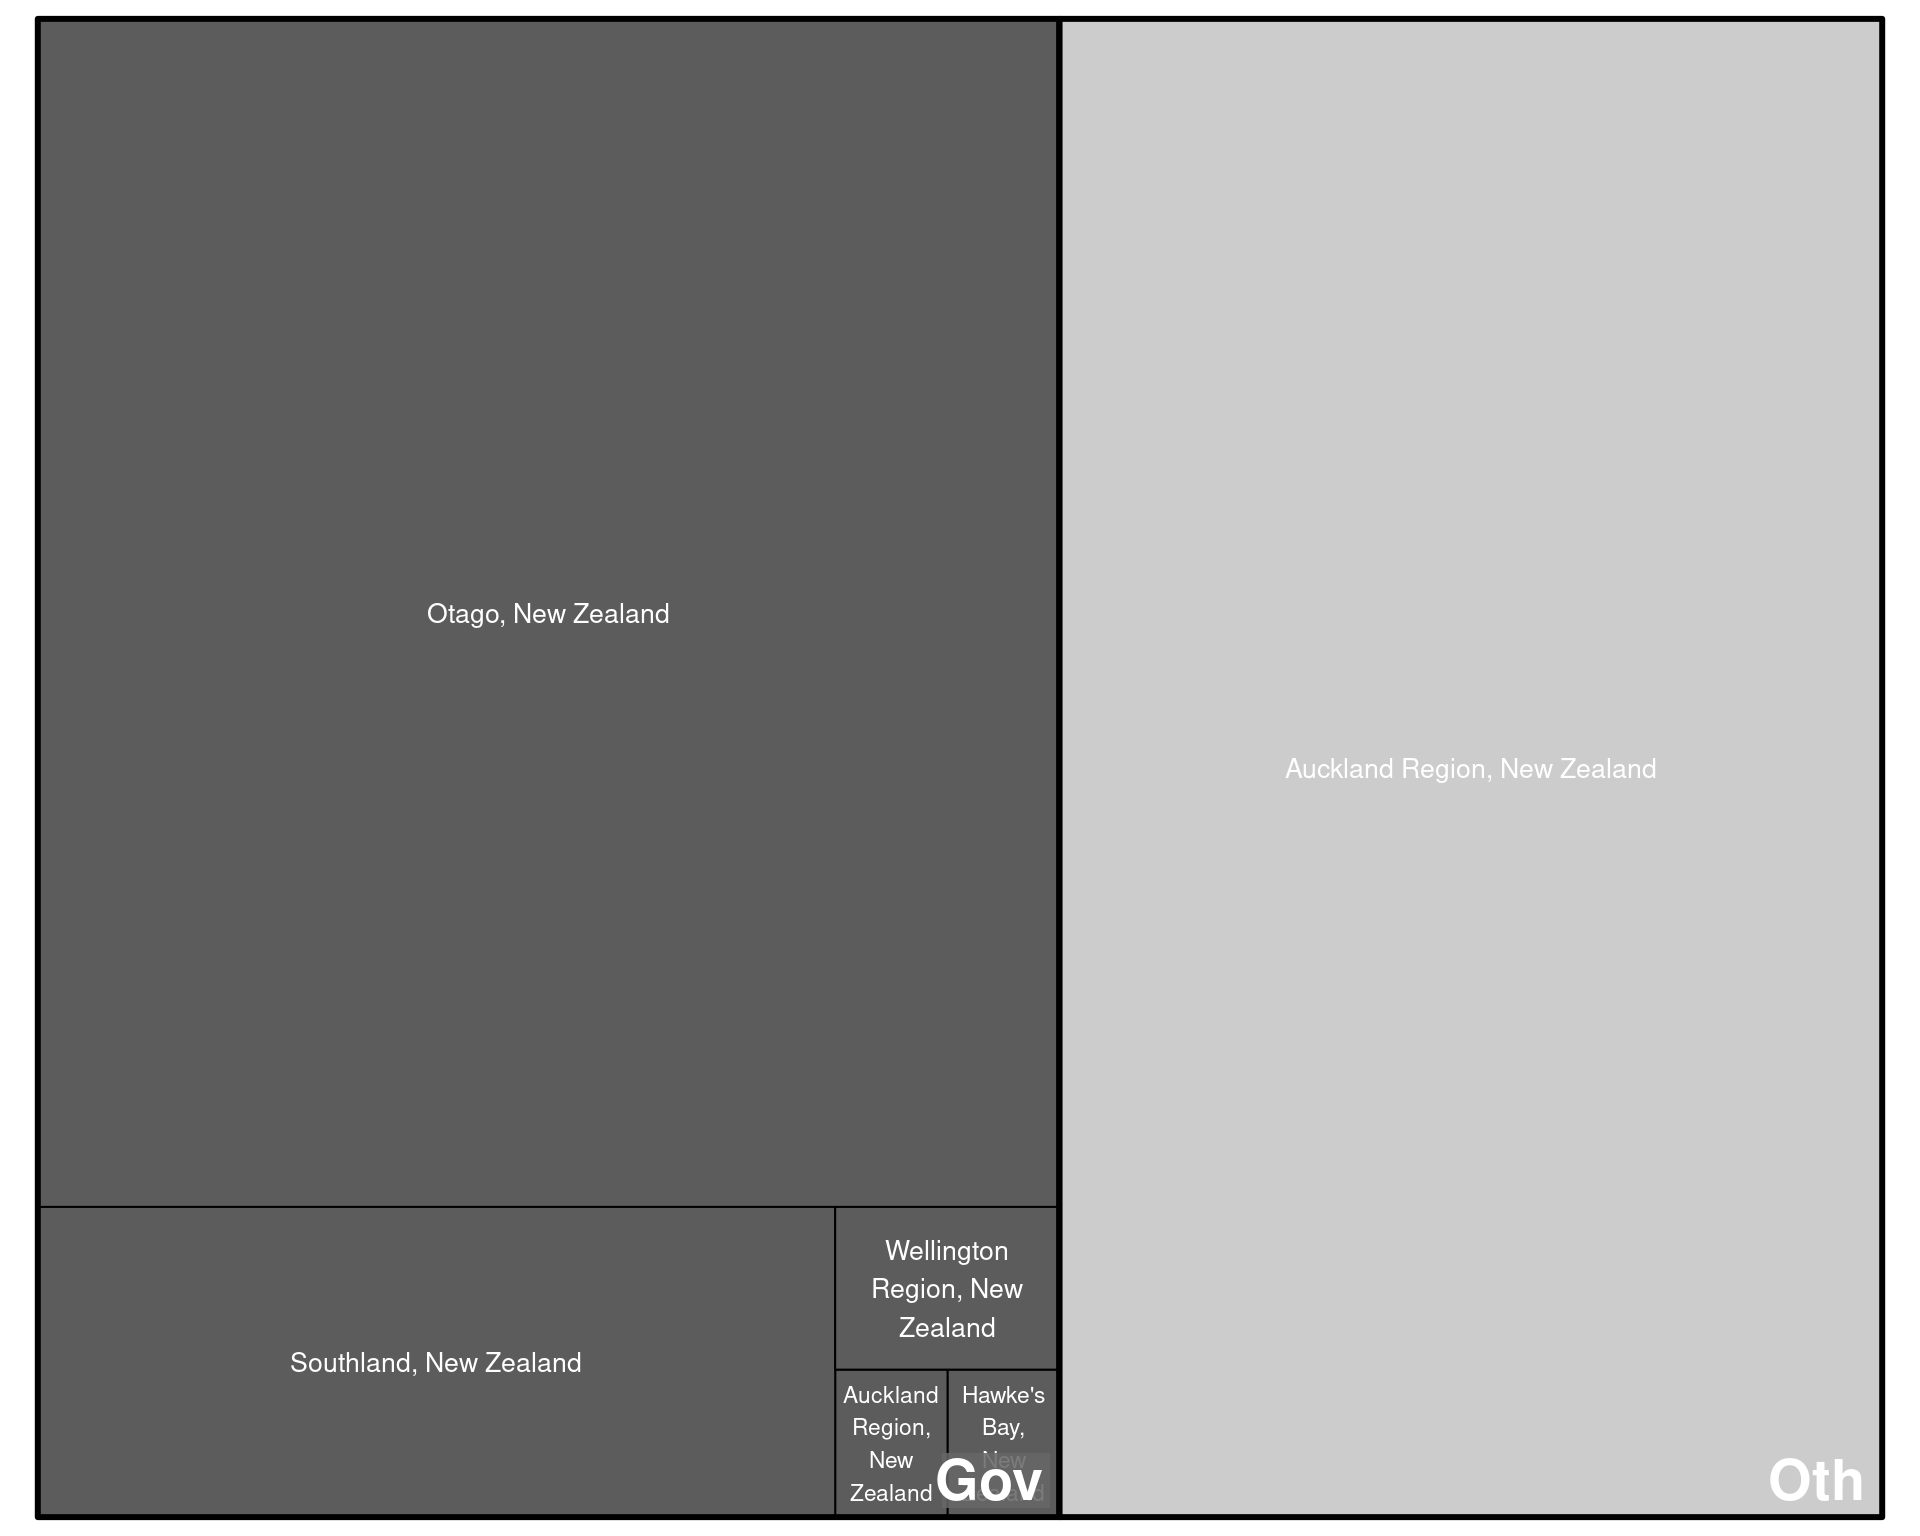 Otago, New Zealand
Auckland Region, New Zealand
Southland, New Zealand
Wellington
Region, New
Zealand
Auckland
Region,
New
Zealand
Hawke's
Bay,
New
Gov
Oth